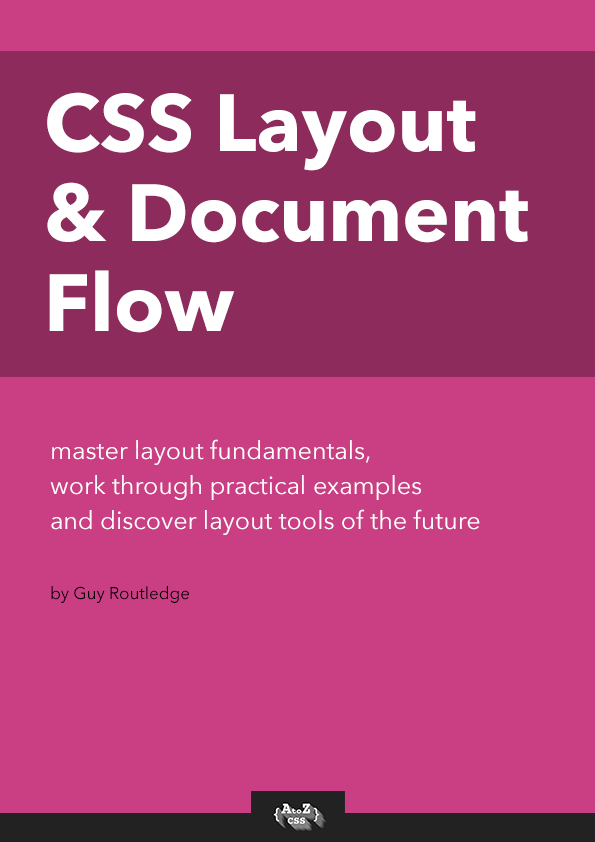 CSS Layout
& Document
Flow
master layout fundamentals,
work through practical examples
and discover layout tools of the future
by Guy Routledge
{AtoZ}
CSS